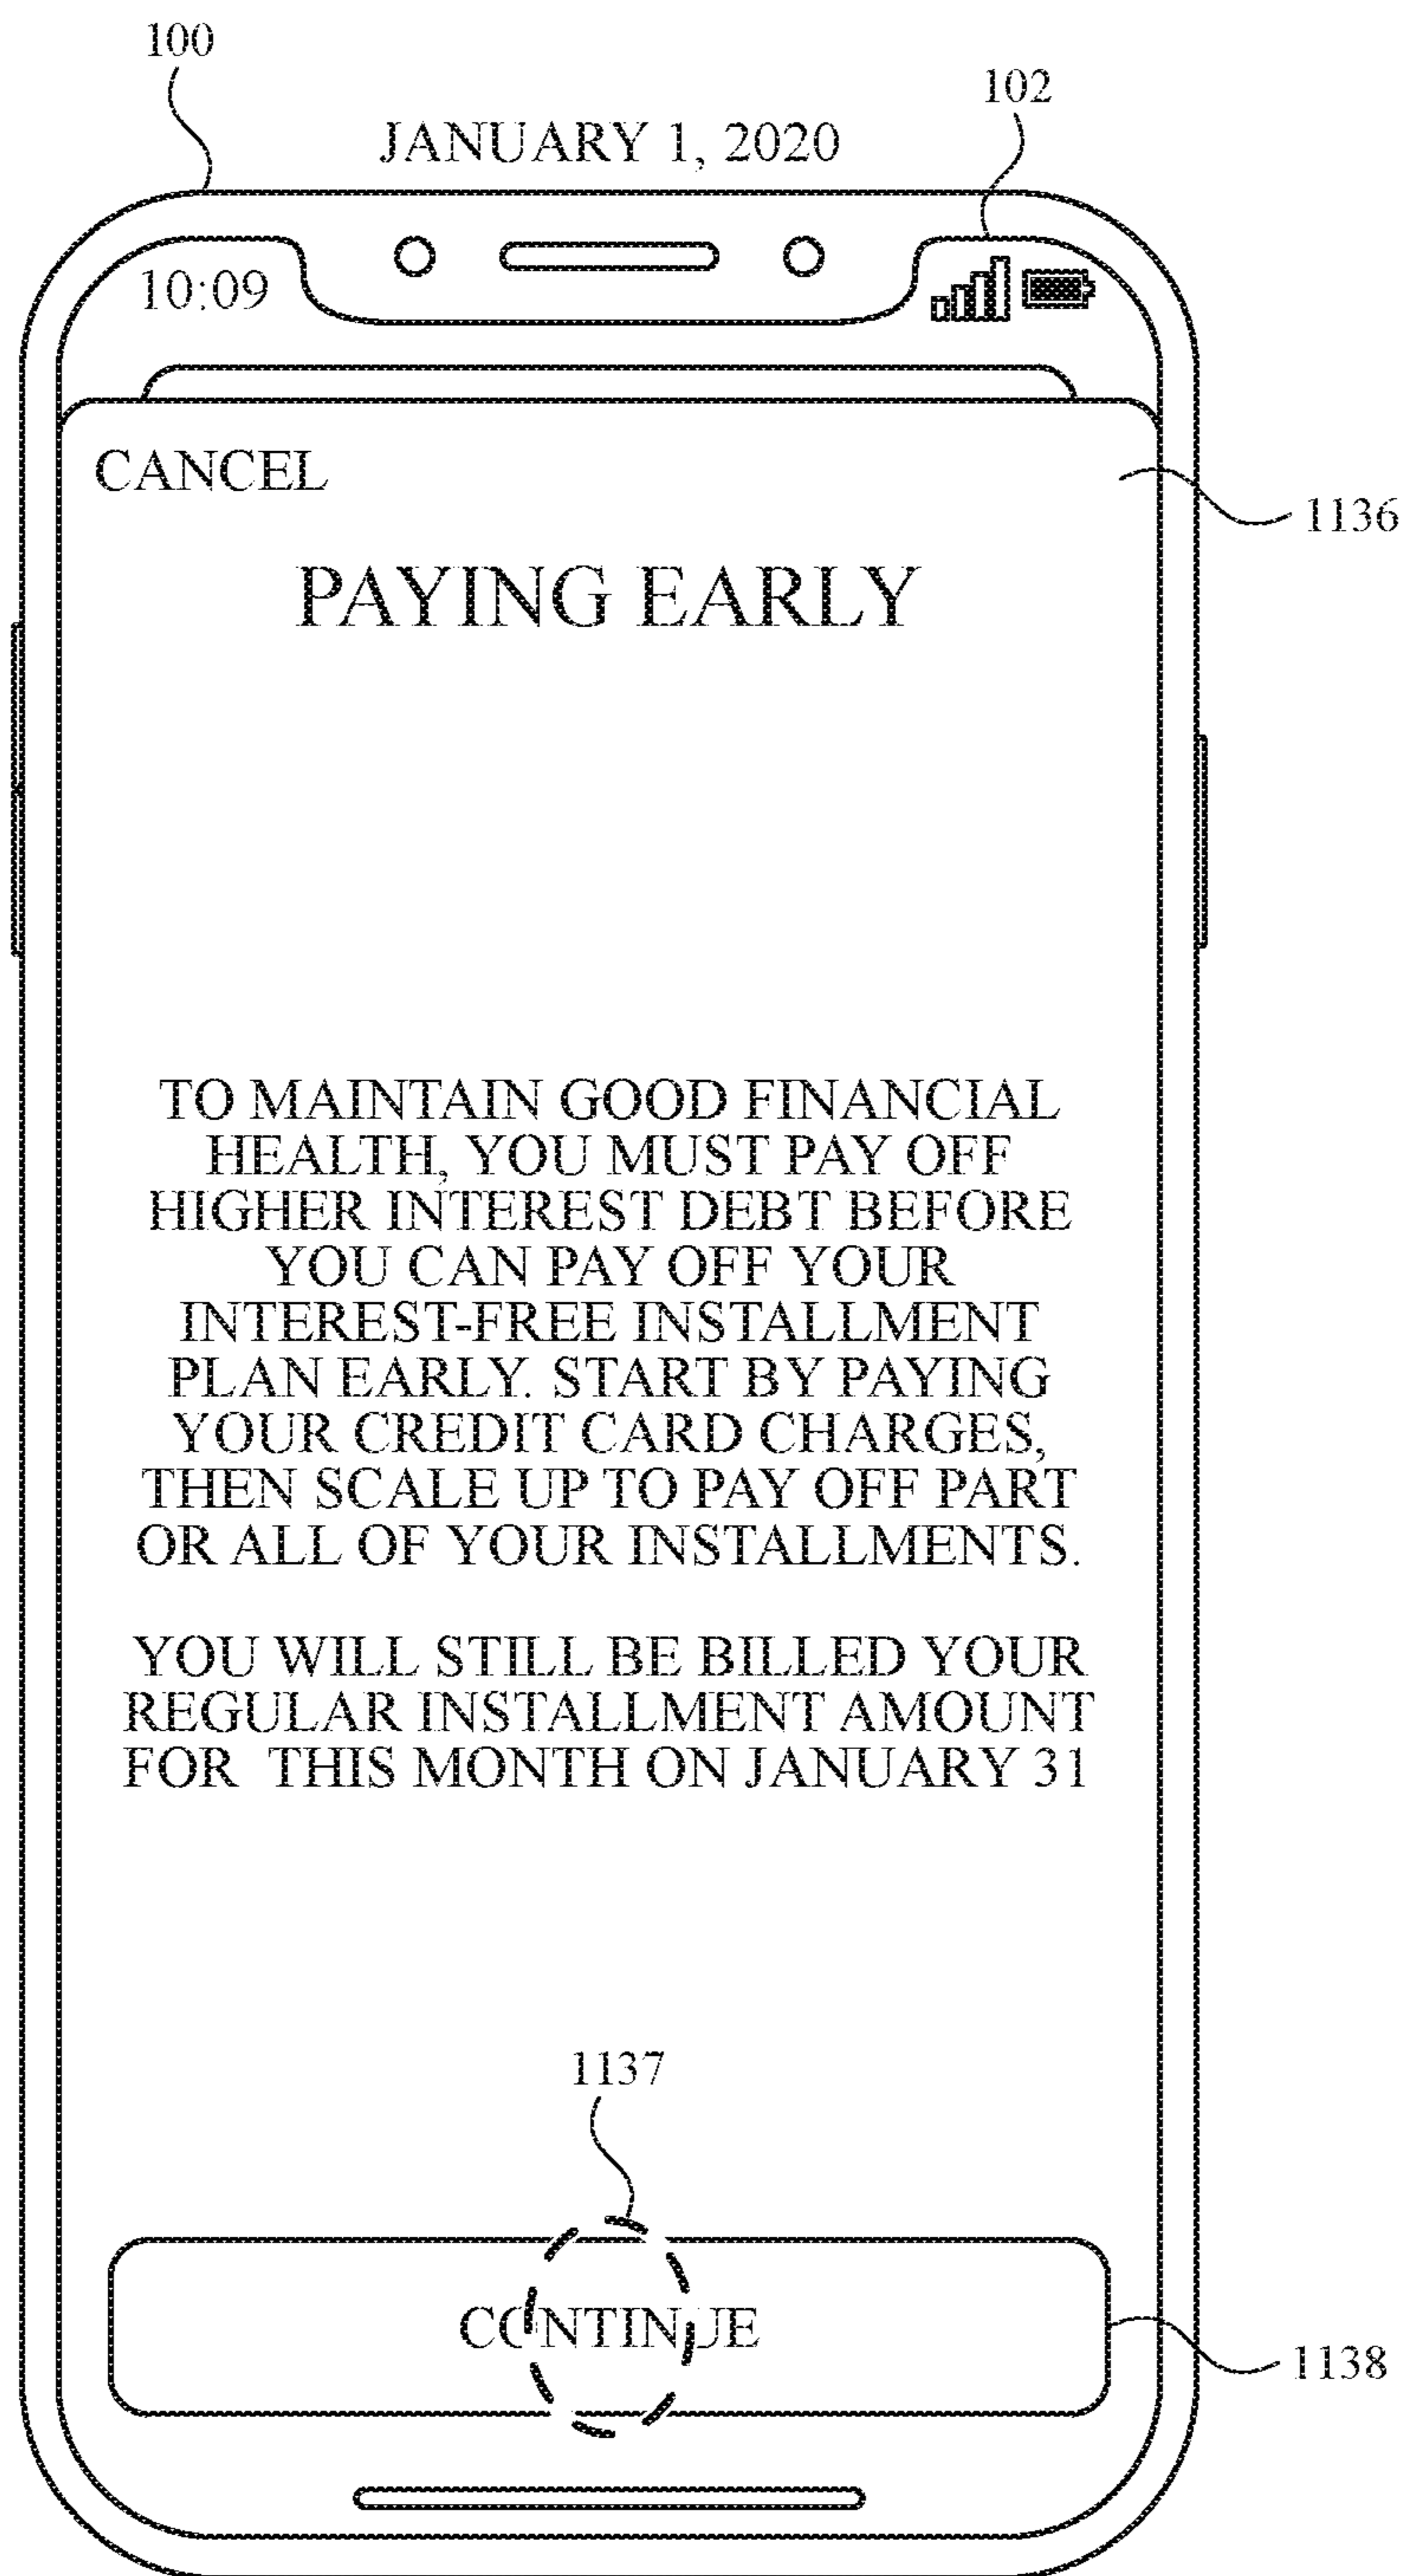 100
102
JANUARY 1, 2020
10:09
CANCEL
1136
PAYING EARLY
TO MAINTAIN GOOD FINANCIAL
HEALTH, YOU MUST PAY OFF
HIGHER INTEREST DEBT BEFORE
YOU CAN PAY OFF YOUR
INTEREST-FREE INSTALLMENT
PLAN EARLY. START BY PAYING
YOUR CREDIT CARD CHARGES,
THEN SCALE UP TO PAY OFF PART
OR ALL OF YOUR INSTALLMENTS.
YOU WILL STILL BE BILLED YOUR
REGULAR INSTALLMENT AMOUNT
FOR THIS MONTH ON JANUARY 31
1137
CONTINUE
1138